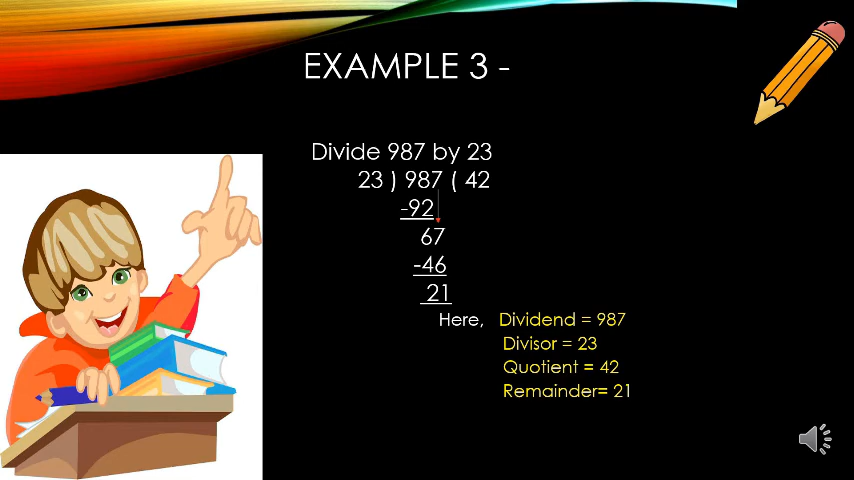 EXAMPLE 3 -
Divide 987 by 23
23 ) 987 ( 42
-92
67
-46
21
Here, Dividend = 987
Divisor = 23
Quotient = 42
Remainder= 21